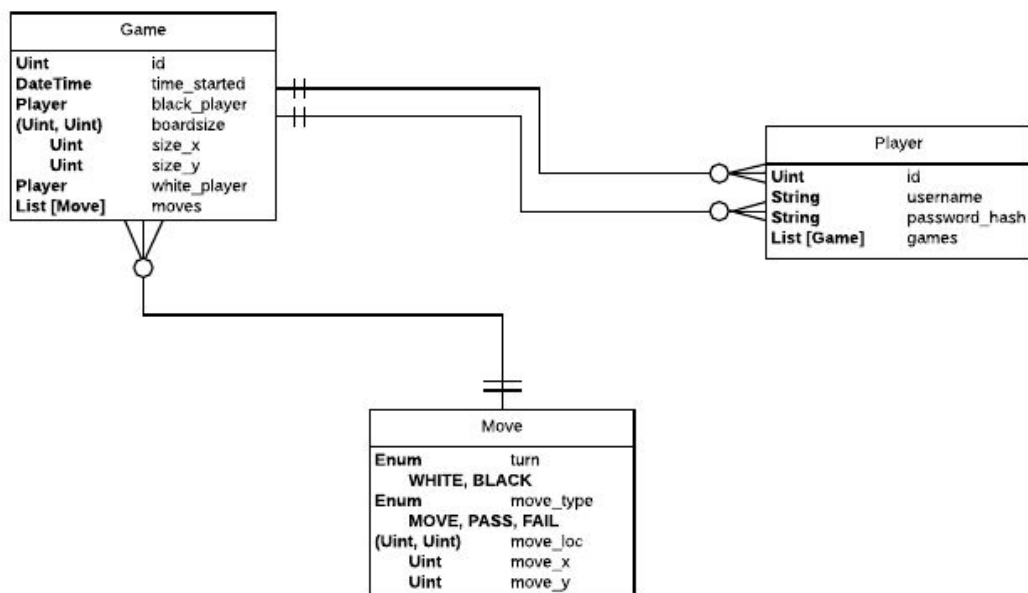 Game
Uint id
DateTime time_started
Player black_player
(Uint, Uint) boardsize
Uint size_x
Uint size_y
Player white_player
List [Move] moves
Player
Uint id
String username
String password_hash
List [Game] games
Move
Enum turn
WHITE, BLACK
Enum move_type
MOVE, PASS, FAIL
(Uint, Uint) move_loc
Uint move_x
Uint move_y